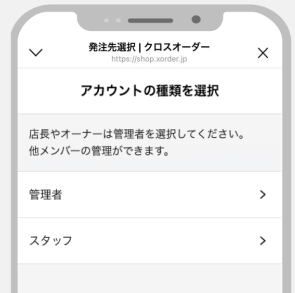 発注先選択 | クロスオーダー
https://shop.xorder.jp
アカウントの種類を選択
店長やオーナーは管理者を選択してください。
他メンバーの管理ができます。
管理者
スタッフ